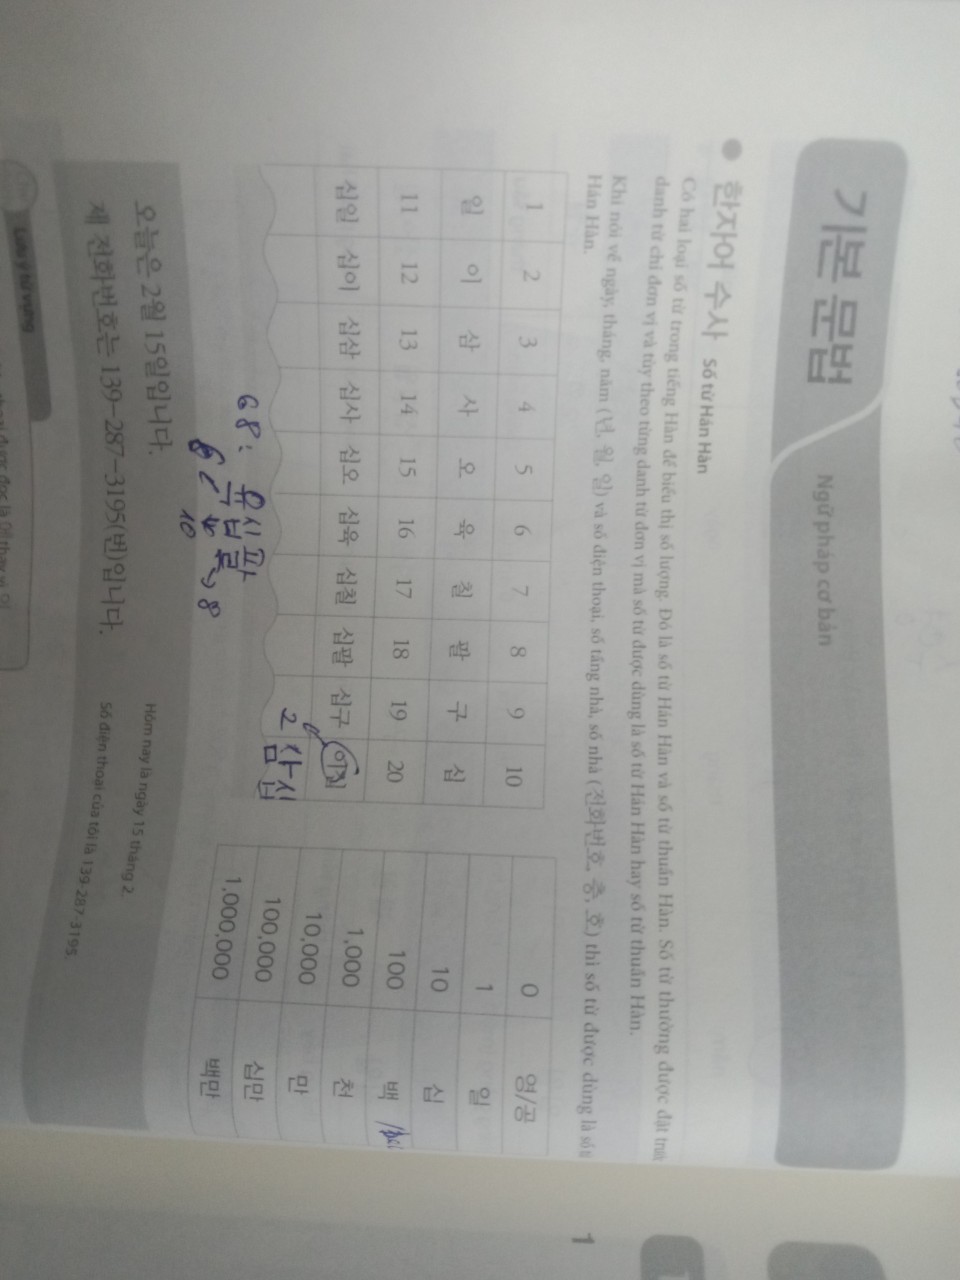 기본 문법 Ngữ pháp cơ bản
● 한자어 수사 Số từ Hán Hàn
Có hai loại số từ trong tiếng Hàn để biểu thị số lượng. Đó là số từ Hán Hàn và số từ thuần Hàn. Số từ thường được đặt
danh từ chỉ đơn vị và tùy theo từng danh từ đơn vị mà số từ được dùng là số từ Hán Hàn hay số từ thuần Hàn.
Khi nói về ngày, tháng, năm (년, 월, 일) và số điện thoại, số tầng nhà, số nhà (전화번호, 층, 호) thì số từ được dùng là số
Hán Hàn.
1 2 3 4 5 6 7 8 9 10
일 이 삼 사 오 육 칠 팔 구 십
11 12 13 14 15 16 17 18 19 20
십일 십이 십삼 십사 십오 십육 십칠 십팔 십구 이십
2 삼십
68: 육십팔
6 10 8
0 영/공
1 일
10 십
100 백
1,000 천
10,000 만
100,000 십만
1,000,000 백만
오늘은 2월 15일입니다. Hôm nay là ngày 15 tháng 2.
제 전화번호는 139-287-3195(번)입니다. Số điện thoại của tôi là 139-287-3195.
được đọc là
1
1